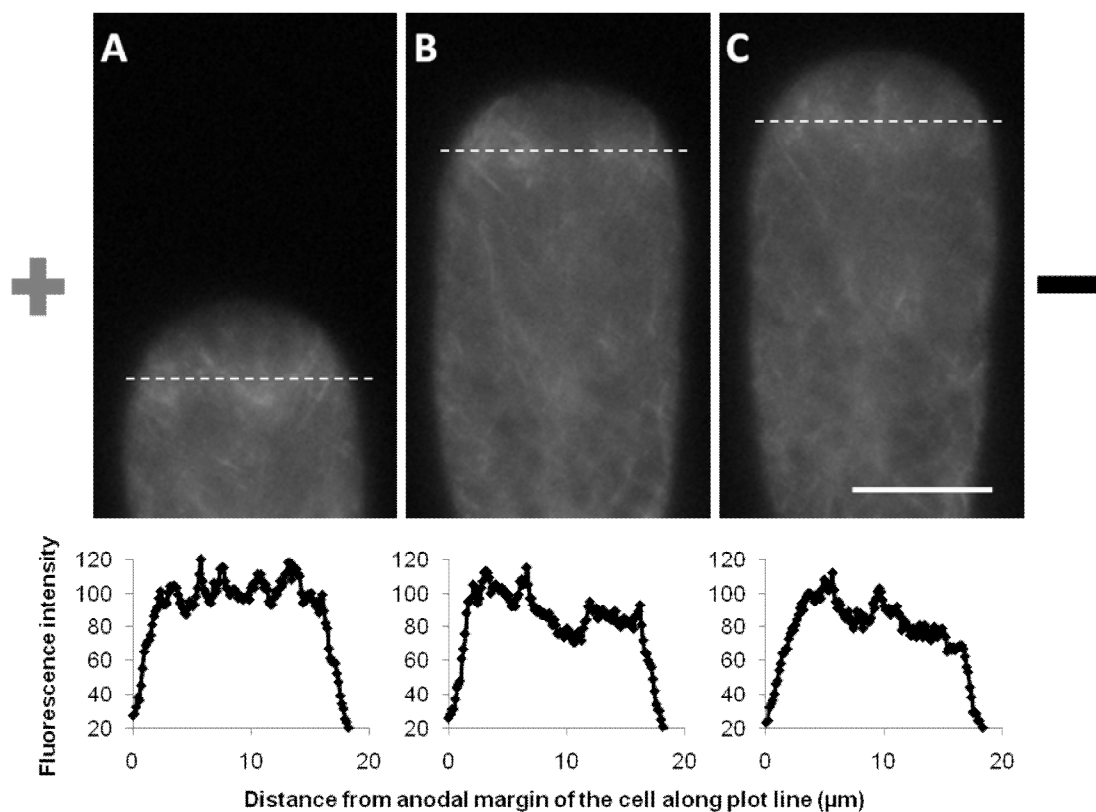 A B C
+ −
Fluorescence intensity
120 120 120
100 100 100
80 80 80
60 60 60
40 40 40
20 20 20
0 10 20 0 10 20 0 10 20
Distance from anodal margin of the cell along plot line (µm)